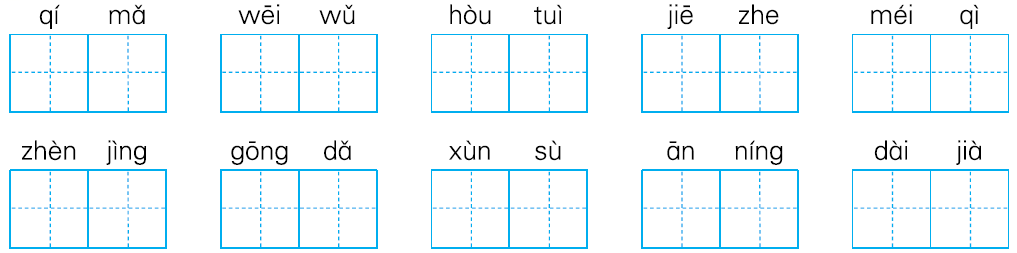 qí mǎ wēi wǔ hòu tuì jiē zhe méi qì
zhèn jìng gōng dǎ xùn sù ān níng dài jià